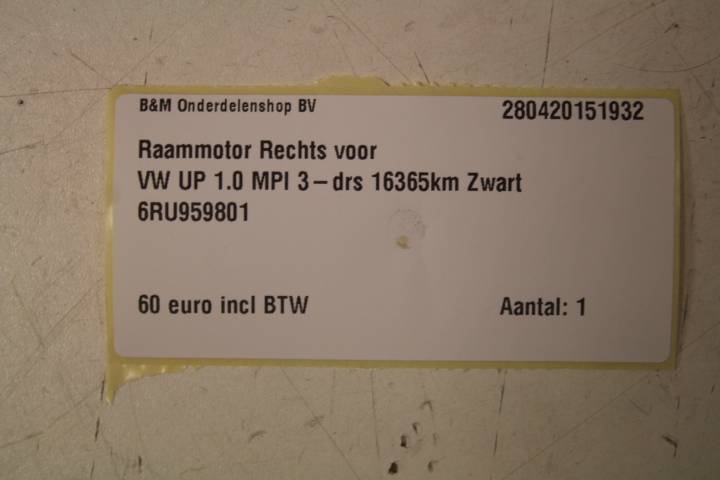 B&M Onderdelenshop BV 280420151932
Raammotor Rechts voor
VW UP 1.0 MPI 3-drs 16365km Zwart
6RU959801
60 euro incl BTW Aantal: 1